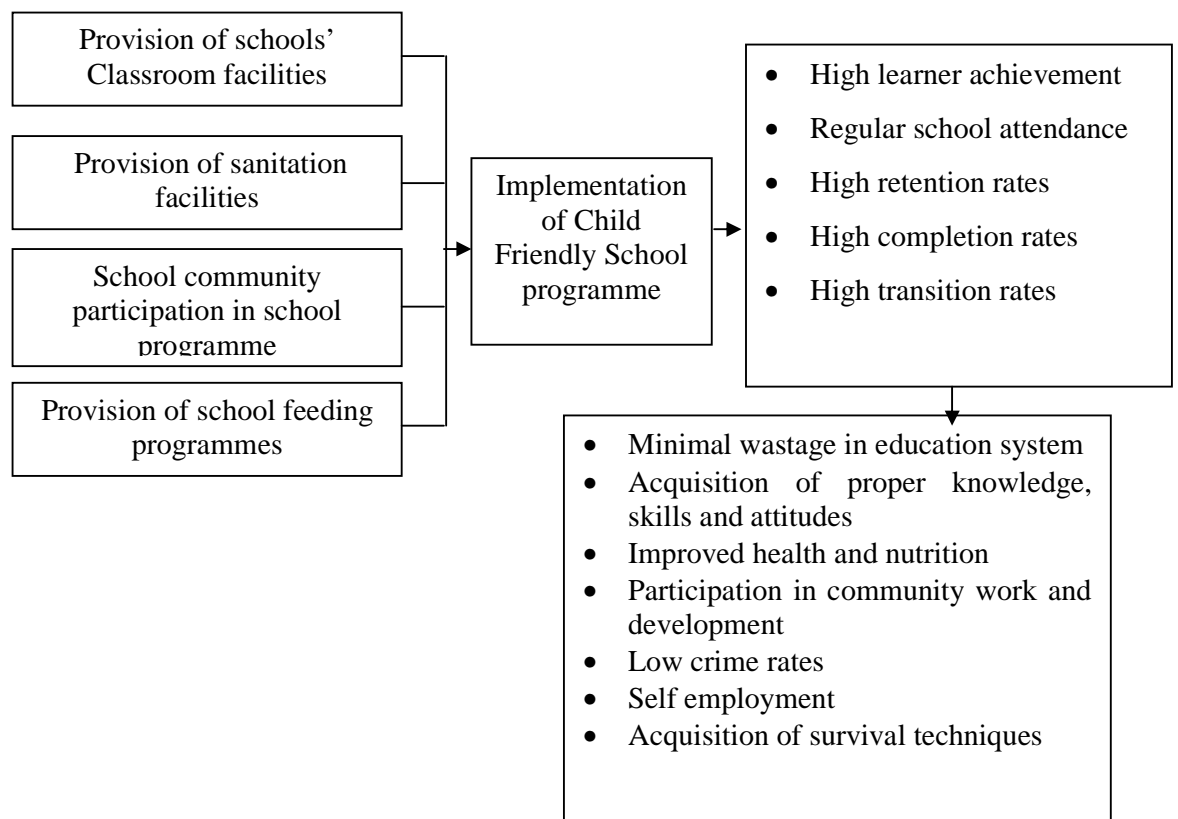 Provision of schools’
Classroom facilities
Provision of sanitation
facilities
School community
participation in school
programme
Provision of school feeding
programmes
Implementation
of Child
Friendly School
programme
• High learner achievement
• Regular school attendance
• High retention rates
• High completion rates
• High transition rates
• Minimal wastage in education system
• Acquisition of proper knowledge,
skills and attitudes
• Improved health and nutrition
• Participation in community work and
development
• Low crime rates
• Self employment
• Acquisition of survival techniques